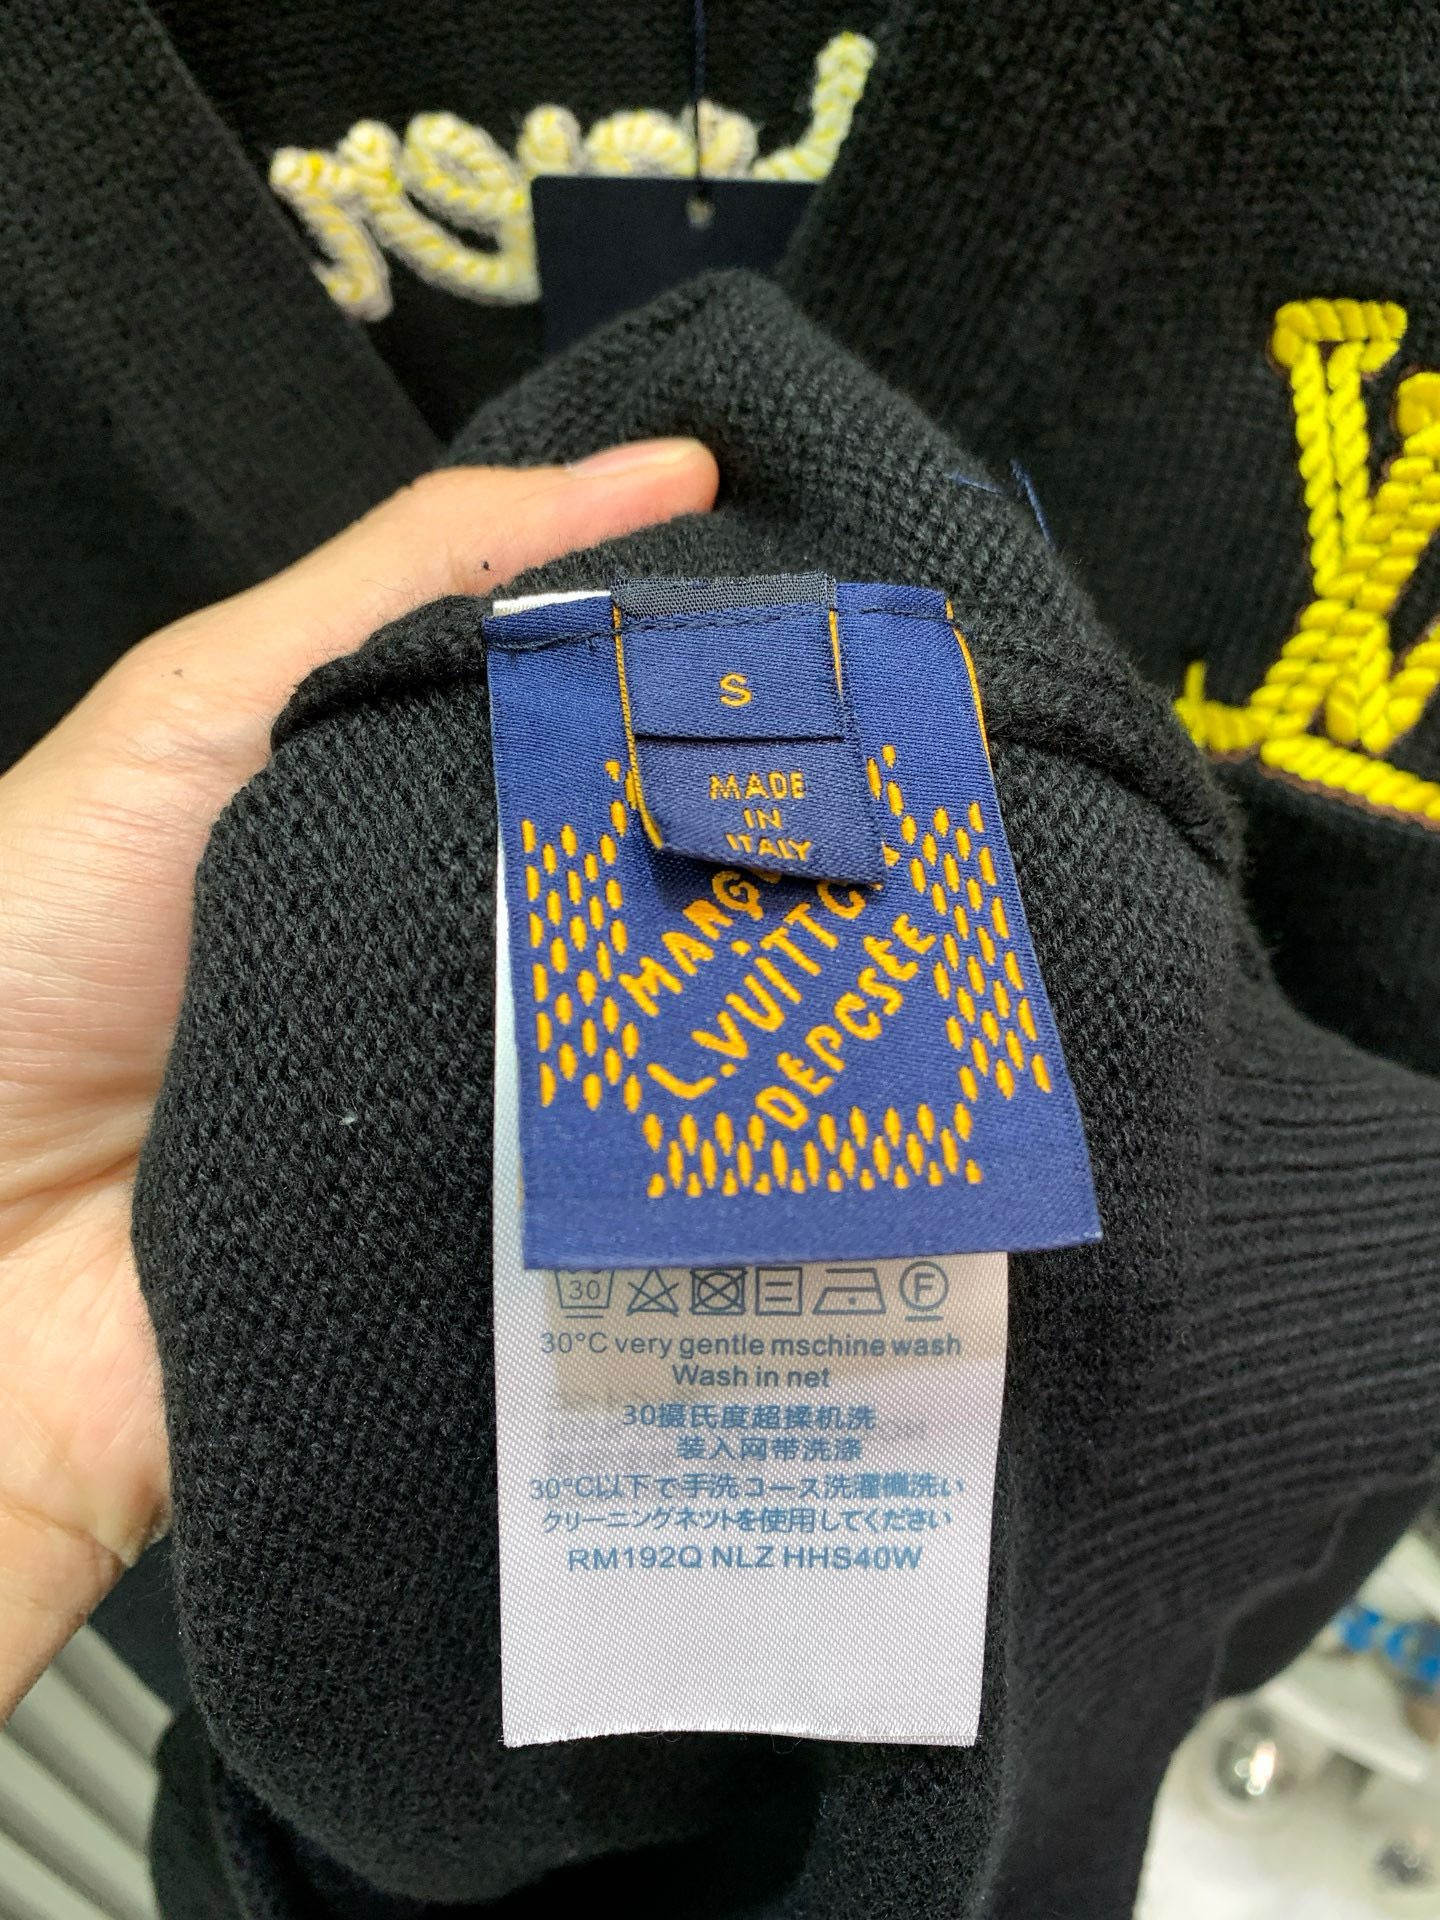 S
MADE
IN
ITALY
L.VUITTO
DEPOSÉE
30
F
30°C very gentle mschine wash
Wash in net
30摄氏度超揉机洗
装入网带洗涤
30°C以下で手洗コース洗濯機洗い
クリーニングネットを使用してください
RM192Q NLZ HHS40W